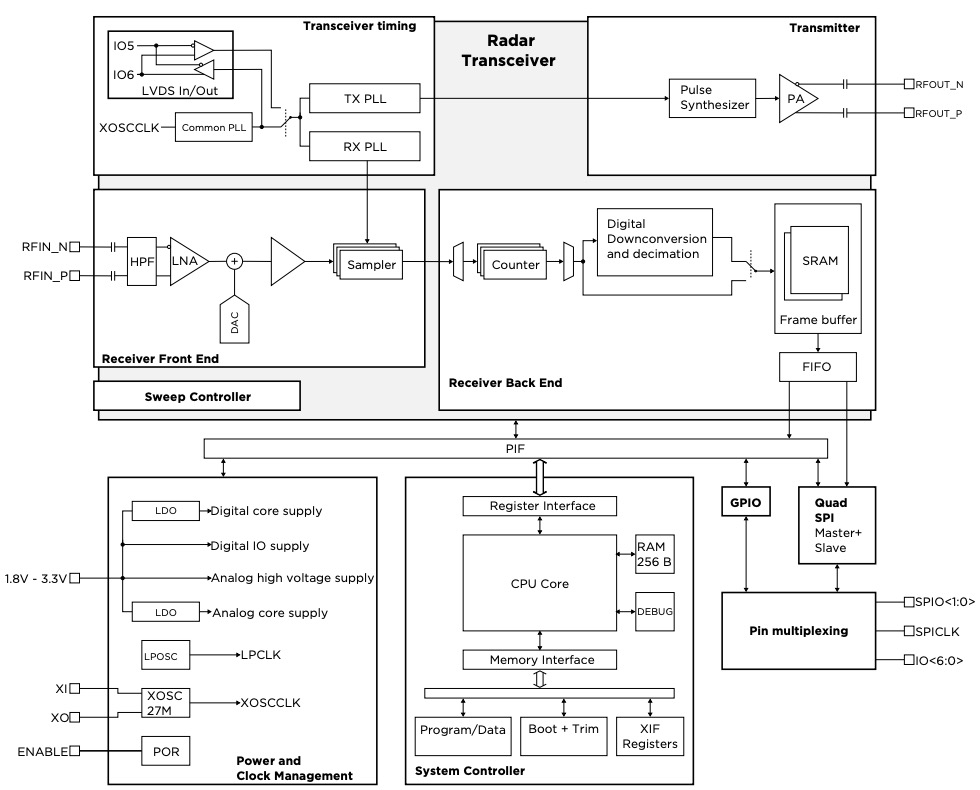 Transceiver timing
IO5
IO6
LVDS In/Out
XOSCCLK
Common PLL
TX PLL
RX PLL
Radar
Transceiver
Transmitter
Pulse
Synthesizer
PA
RFOUT_N
RFOUT_P
RFIN_N
RFIN_P
HPF
LNA
+
DAC
Sampler
Receiver Front End
Counter
Digital
Downconversion
and decimation
SRAM
Frame buffer
FIFO
Receiver Back End
Sweep Controller
PIF
LDO
Digital core supply
Digital IO supply
1.8V - 3.3V
Analog high voltage supply
LDO
Analog core supply
LPOSC
LPCLK
XI
XO
XOSC
27M
XOSCCLK
ENABLE
POR
Power and
Clock Management
Register Interface
CPU Core
RAM
256 B
DEBUG
Memory Interface
Program/Data
Boot + Trim
XIF
Registers
System Controller
GPIO
Quad
SPI
Master+
Slave
Pin multiplexing
SPIO<1:0>
SPICLK
IO<6:0>